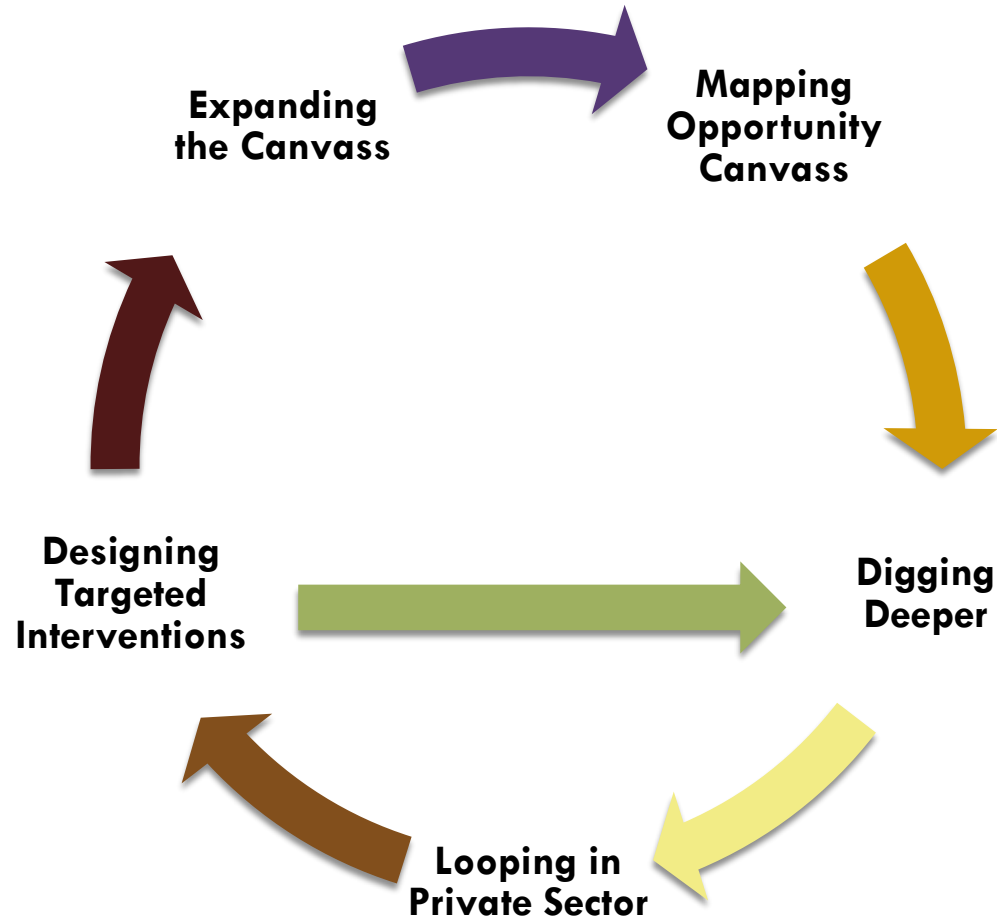 Expanding
the Canvass
Mapping
Opportunity
Canvass
Digging
Deeper
Looping in
Private Sector
Designing
Targeted
Interventions